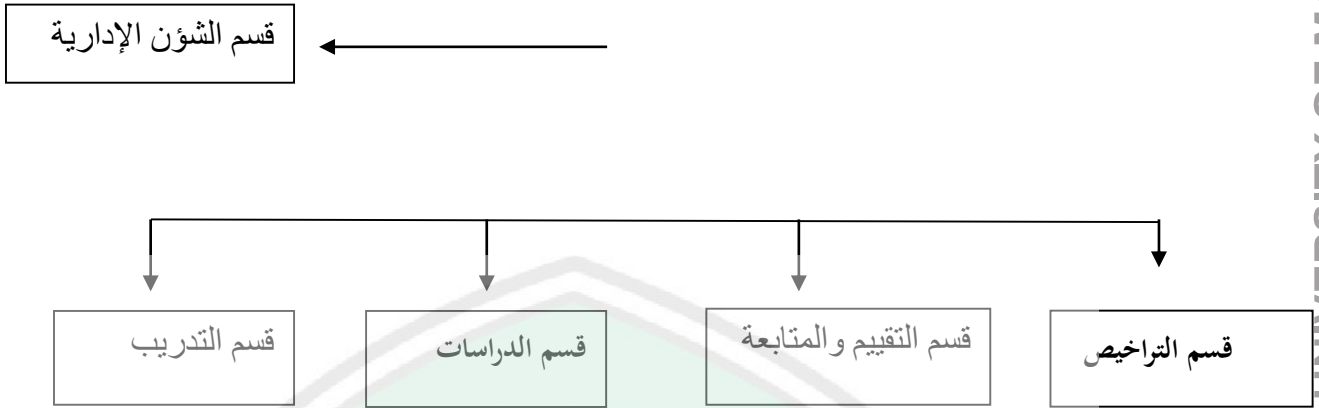 قسم الشؤن الإدارية
قسم التراخيص
قسم التقييم والمتابعة
قسم الدراسات
قسم التدريب